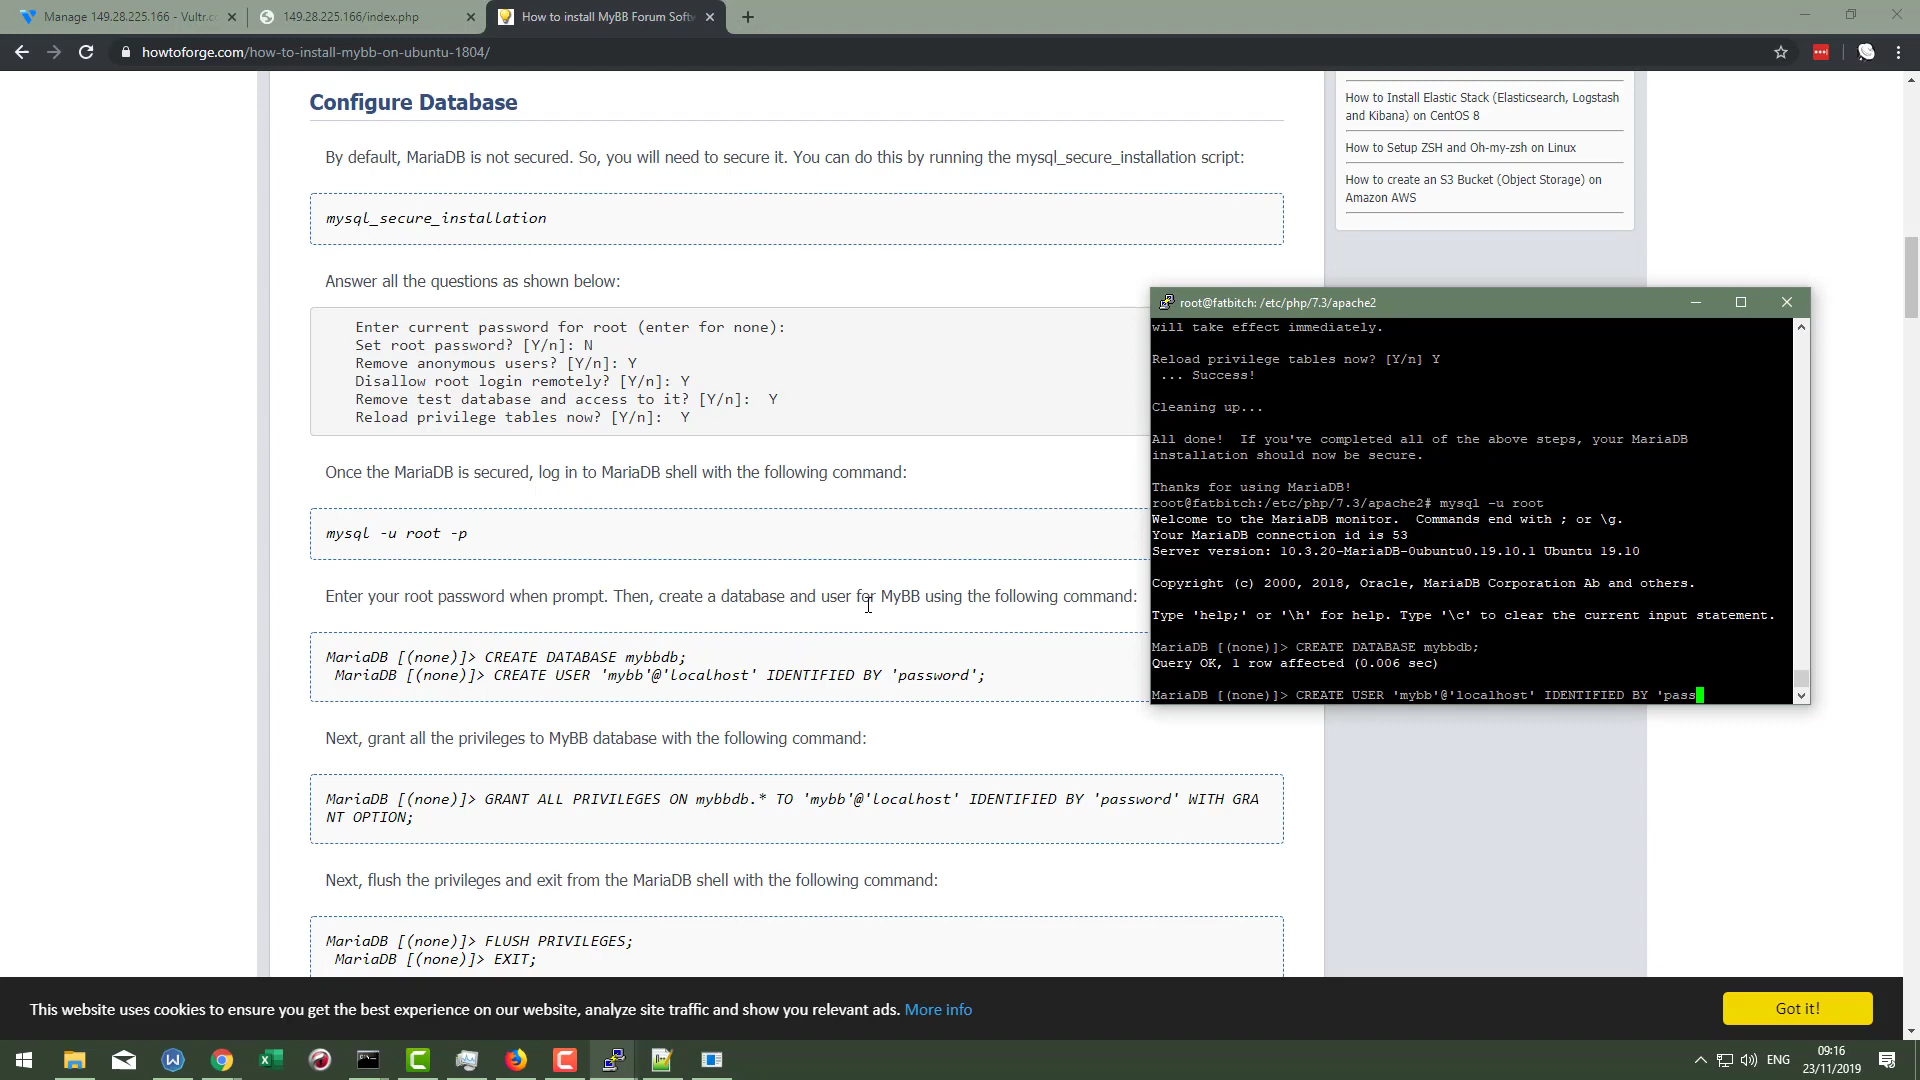 Manage 149.28.225.166 - Vultr.c
149.28.225.166/index.php
How to install MyBB Forum Softw
howtoforge.com/how-to-install-mybb-on-ubuntu-1804/
Configure Database
By default, MariaDB is not secured. So, you will need to secure it. You can do this by running the mysql_secure_installation script:
mysql_secure_installation
Answer all the questions as shown below:
Enter current password for root (enter for none):
Set root password? [Y/n]: N
Remove anonymous users? [Y/n]: Y
Disallow root login remotely? [Y/n]: Y
Remove test database and access to it? [Y/n]:  Y
Reload privilege tables now? [Y/n]:  Y
Once the MariaDB is secured, log in to MariaDB shell with the following command:
mysql -u root -p
Enter your root password when prompt. Then, create a database and user for MyBB using the following command:
MariaDB [(none)]> CREATE DATABASE mybbdb;
MariaDB [(none)]> CREATE USER 'mybb'@'localhost' IDENTIFIED BY 'password';
Next, grant all the privileges to MyBB database with the following command:
MariaDB [(none)]> GRANT ALL PRIVILEGES ON mybbdb.* TO 'mybb'@'localhost' IDENTIFIED BY 'password' WITH GRA
NT OPTION;
Next, flush the privileges and exit from the MariaDB shell with the following command:
MariaDB [(none)]> FLUSH PRIVILEGES;
MariaDB [(none)]> EXIT;
How to Install Elastic Stack (Elasticsearch, Logstash
and Kibana) on CentOS 8
How to Setup ZSH and Oh-my-zsh on Linux
How to create an S3 Bucket (Object Storage) on
Amazon AWS
root@fatbitch: /etc/php/7.3/apache2
will take effect immediately.
Reload privilege tables now? [Y/n] Y
... Success!
Cleaning up...
All done!  If you've completed all of the above steps, your MariaDB
installation should now be secure.
Thanks for using MariaDB!
root@fatbitch:/etc/php/7.3/apache2# mysql -u root
Welcome to the MariaDB monitor.  Commands end with ; or \g.
Your MariaDB connection id is 53
Server version: 10.3.20-MariaDB-0ubuntu0.19.10.1 Ubuntu 19.10
Copyright (c) 2000, 2018, Oracle, MariaDB Corporation Ab and others.
Type 'help;' or '\h' for help. Type '\c' to clear the current input statement.
MariaDB [(none)]> CREATE DATABASE mybbdb;
Query OK, 1 row affected (0.006 sec)
MariaDB [(none)]> CREATE USER 'mybb'@'localhost' IDENTIFIED BY 'pass
This website uses cookies to ensure you get the best experience on our website, analyze site traffic and show you relevant ads. More info
Got it!
ENG
09:16
23/11/2019